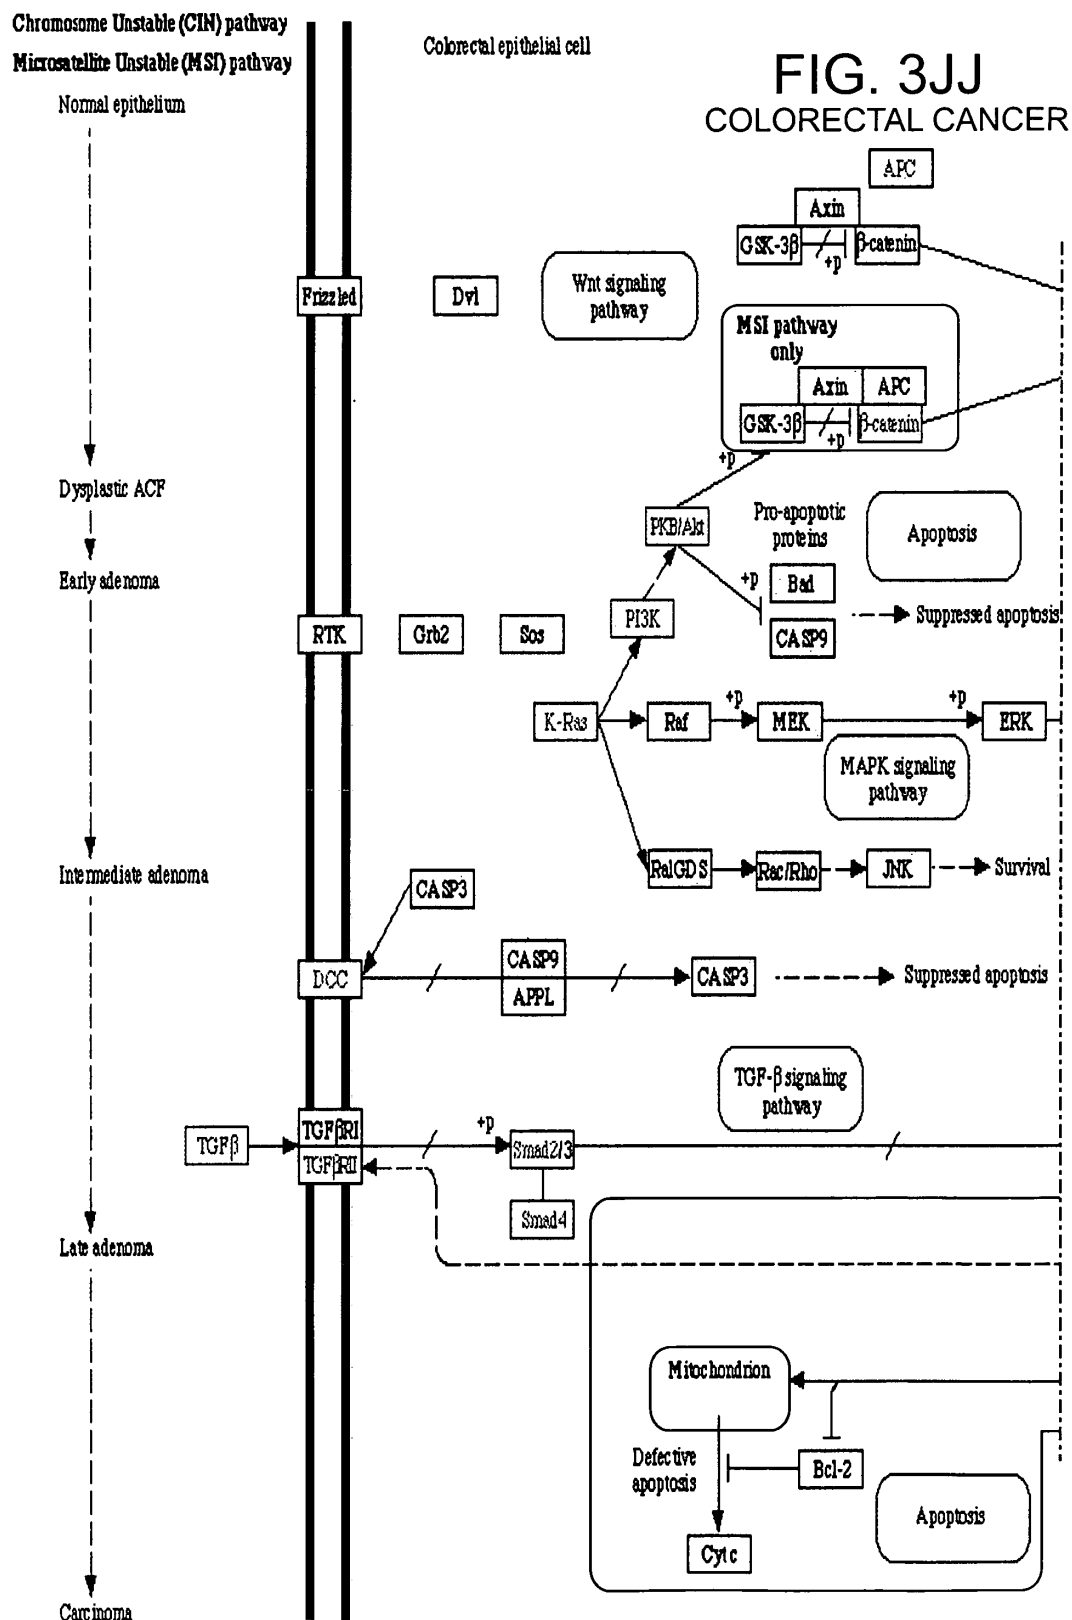 Chromosome Unstable (CIN) pathway
Microsatellite Unstable (MSI) pathway
Colorectal epithelial cell
FIG. 3JJ
COLORECTAL CANCER
Normal epithelium
APC
Axin
GSK-3β
+p
β-catenin
Frizzled
Dvl
Wnt signaling
pathway
MSI pathway
only
Axin
APC
GSK-3β
+p
β-catenin
+p
Dysplastic ACF
PKB/Akt
Pro-apoptotic
proteins
Apoptosis
Early adenoma
+p
Bad
PI3K
Suppressed apoptosis
RTK
Grb2
Sos
CASP9
K-Ras
Raf
+p
MEK
+p
ERK
MAPK signaling
pathway
Intermediate adenoma
RalGDS
Rac/Rho
JNK
Survival
CASP3
DCC
CASP9
APPL
CASP3
Suppressed apoptosis
TGF-β signaling
pathway
TGFβ
TGFβRI
TGFβRII
+p
Smad2/3
Smad4
Late adenoma
Mitochondrion
Defective
apoptosis
Bcl-2
Apoptosis
Cyt c
Carcinoma